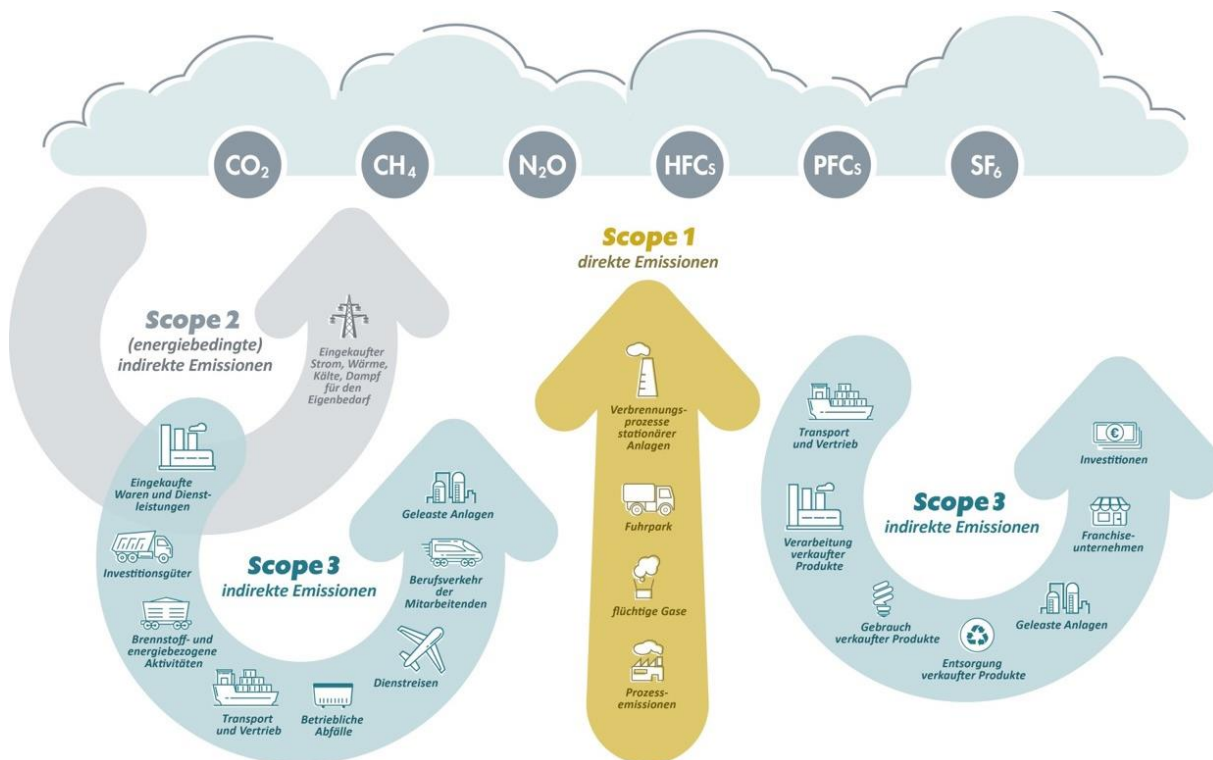 CO₂
CH₄
N₂O
HFCs
PFCs
SF₆
Scope 2
(energiebedingte)
indirekte Emissionen
Eingekaufter
Strom, Wärme,
Kälte, Dampf
für den
Eigenbedarf
Eingekaufte
Waren und Dienst-
leistungen
Investitionsgüter
Brennstoff- und
energiebezogene
Aktivitäten
Transport
und Vertrieb
Betriebliche
Abfälle
Dienstreisen
Berufsverkehr
der
Mitarbeitenden
Geleaste Anlagen
Scope 3
indirekte Emissionen
Scope 1
direkte Emissionen
Verbrennungs-
prozesse
stationärer
Anlagen
Fuhrpark
flüchtige Gase
Prozess-
emissionen
Transport
und Vertrieb
Verarbeitung
verkaufter
Produkte
Gebrauch
verkaufter Produkte
Entsorgung
verkaufter Produkte
Geleaste Anlagen
Franchise-
unternehmen
€
Investitionen
Scope 3
indirekte Emissionen